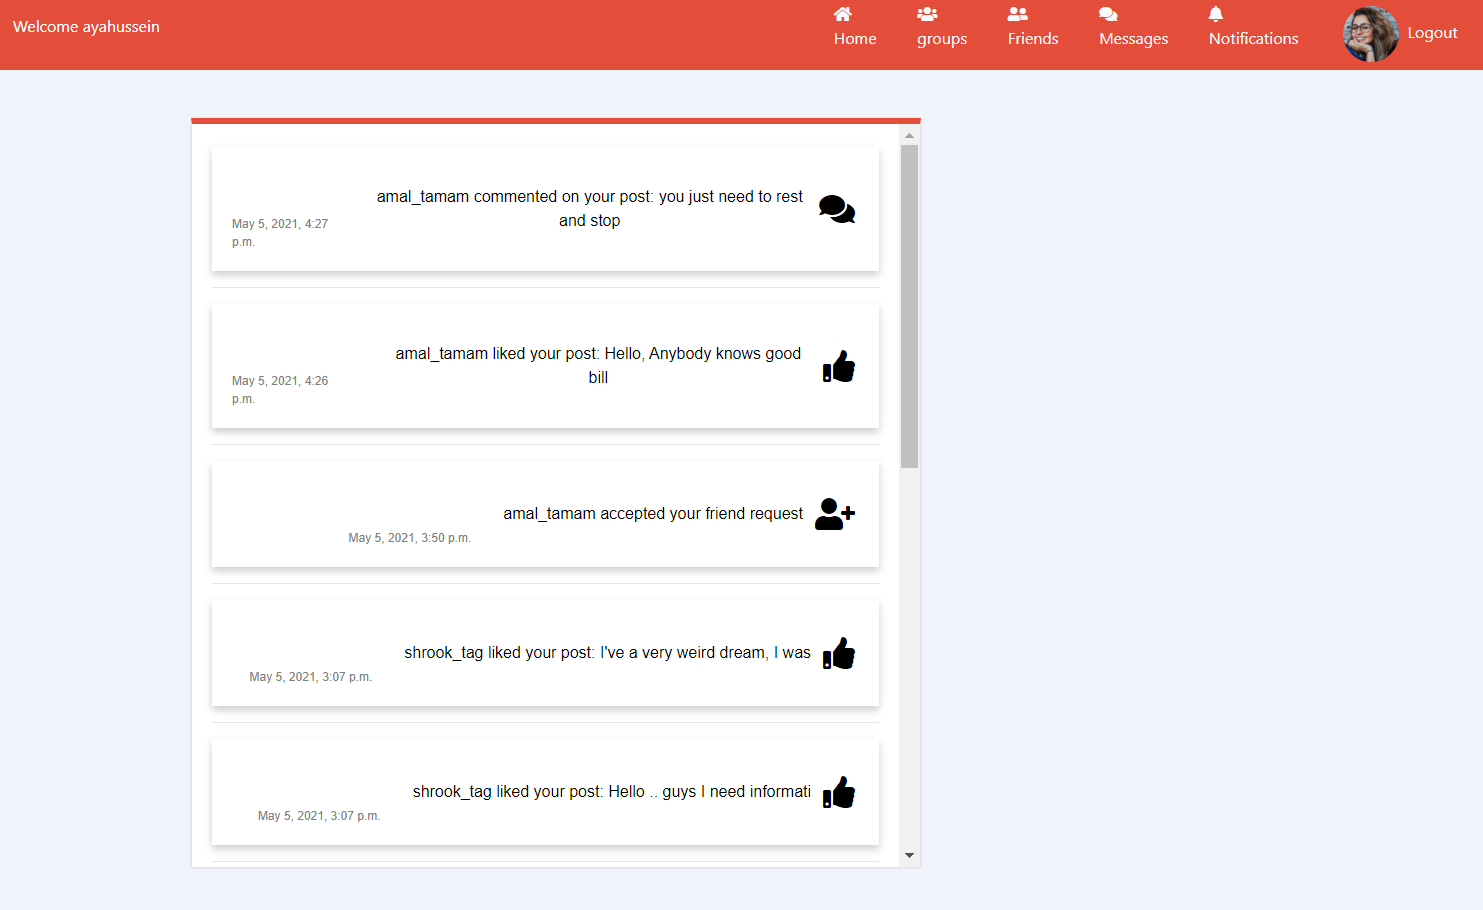 Welcome ayahussein
Home
groups
Friends
Messages
Notifications
Logout
amal_tamam commented on your post: you just need to rest
and stop
May 5, 2021, 4:27
p.m.
amal_tamam liked your post: Hello, Anybody knows good
bill
May 5, 2021, 4:26
p.m.
amal_tamam accepted your friend request
May 5, 2021, 3:50 p.m.
shrook_tag liked your post: I've a very weird dream, I was
May 5, 2021, 3:07 p.m.
shrook_tag liked your post: Hello .. guys I need informati
May 5, 2021, 3:07 p.m.